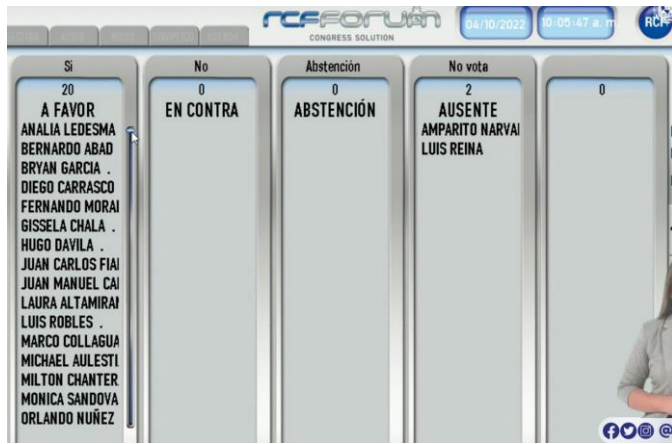 RCFFORUM
CONGRESS SOLUTION
04/10/2022
10:05:47 a. m
RCF
Si
20
A FAVOR
ANALIA LEDESMA
BERNARDO ABAD
BRYAN GARCIA .
DIEGO CARRASCO
FERNANDO MORAI
GISSELA CHALA .
HUGO DAVILA .
JUAN CARLOS FIAI
JUAN MANUEL CAI
LAURA ALTAMIRAI
LUIS ROBLES .
MARCO COLLAGUA
MICHAEL AULESTI
MILTON CHANTER
MONICA SANDOVA
ORLANDO NUÑEZ
No
0
EN CONTRA
Abstención
0
ABSTENCIÓN
No vota
2
AUSENTE
AMPARITO NARVAI
LUIS REINA
0